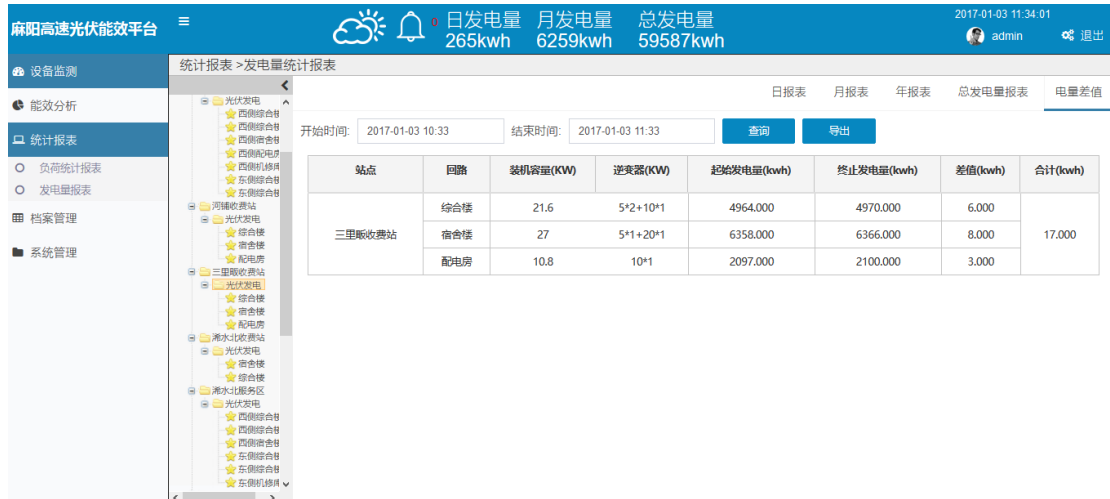 麻阳高速光伏能效平台
0
日发电量 月发电量 总发电量
265kwh 6259kwh 59587kwh
2017-01-03 11:34:01
admin 退出
设备监测
能效分析
统计报表
负荷统计报表
发电量报表
档案管理
系统管理
统计报表 >发电量统计报表
光伏发电
西侧综合楼
西侧综合楼
西侧宿舍楼
西侧配电房
西侧机修库
东侧综合楼
东侧综合楼
河铺收费站
光伏发电
综合楼
宿舍楼
配电房
三里畈收费站
光伏发电
综合楼
宿舍楼
配电房
浠水北收费站
光伏发电
宿舍楼
综合楼
浠水北服务区
光伏发电
西侧综合楼
西侧综合楼
西侧宿舍楼
东侧综合楼
东侧综合楼
东侧机修库
日报表 月报表 年报表 总发电量报表 电量差值
开始时间: 2017-01-03 10:33 结束时间: 2017-01-03 11:33 查询 导出
站点 回路 装机容量(KW) 逆变器(KW) 起始发电量(kwh) 终止发电量(kwh) 差值(kwh) 合计(kwh)
综合楼 21.6 5*2+10*1 4964.000 4970.000 6.000
三里畈收费站 宿舍楼 27 5*1+20*1 6358.000 6366.000 8.000 17.000
配电房 10.8 10*1 2097.000 2100.000 3.000